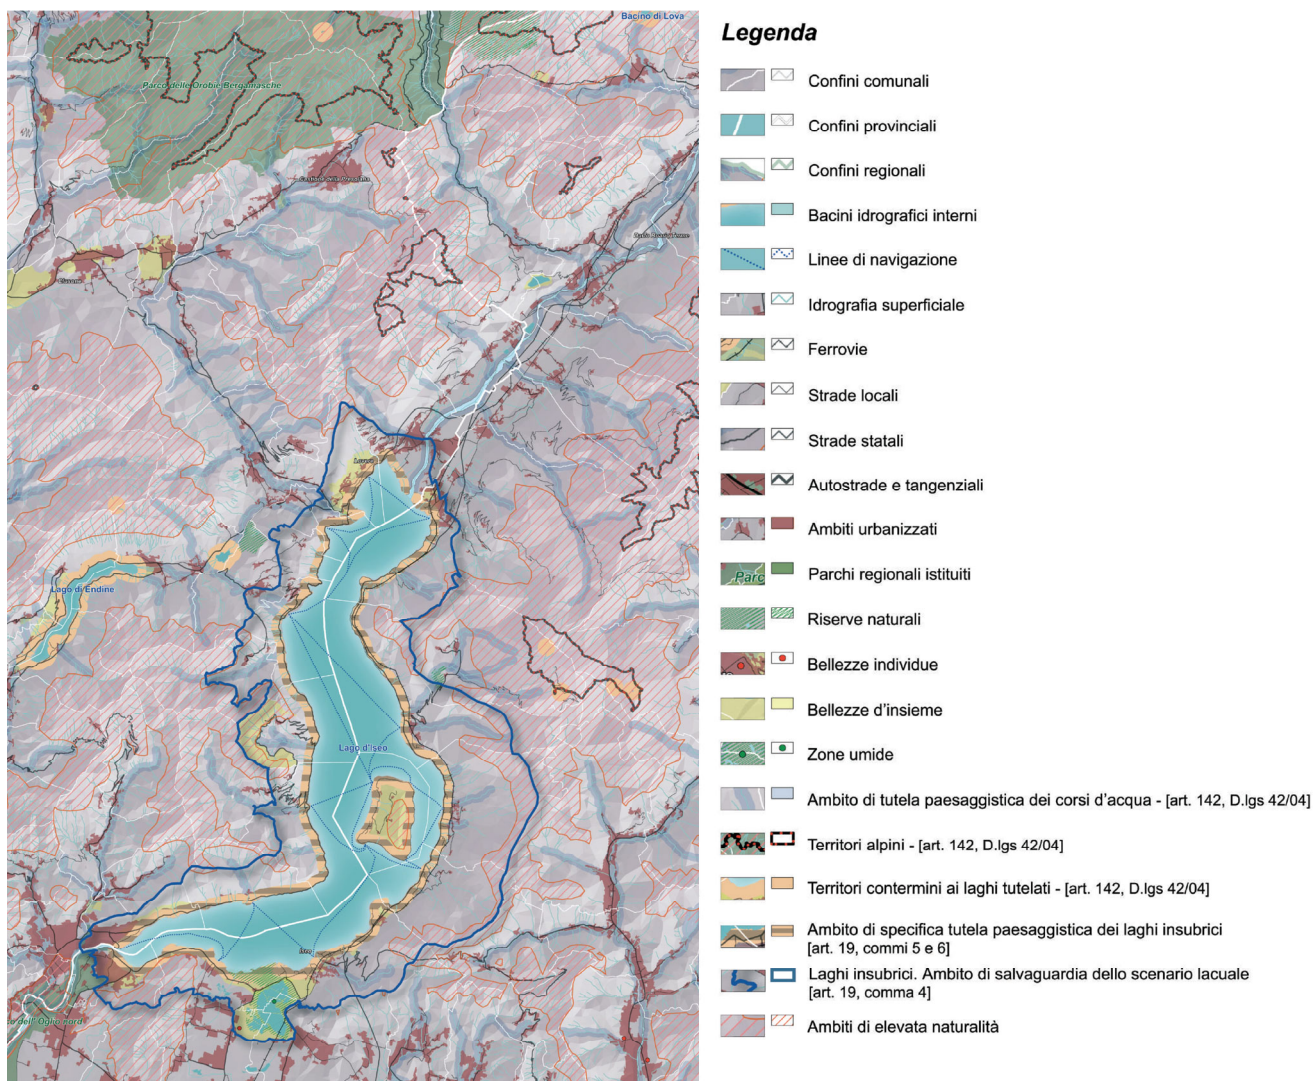 Bacino di Lova
Parco delle Orobie Bergamasche
Clusone
Lovere
Lago di Endine
Lago d'Iseo
Iseo
Legenda
Confini comunali
Confini provinciali
Confini regionali
Bacini idrografici interni
Linee di navigazione
Idrografia superficiale
Ferrovie
Strade locali
Strade statali
Autostrade e tangenziali
Ambiti urbanizzati
Parc
Parchi regionali istituiti
Riserve naturali
Bellezze individue
Bellezze d'insieme
Zone umide
Ambito di tutela paesaggistica dei corsi d'acqua - [art. 142, D.lgs 42/04]
Territori alpini - [art. 142, D.lgs 42/04]
Territori contermini ai laghi tutelati - [art. 142, D.lgs 42/04]
Ambito di specifica tutela paesaggistica dei laghi insubrici
[art. 19, commi 5 e 6]
Laghi insubrici. Ambito di salvaguardia dello scenario lacuale
[art. 19, comma 4]
Ambiti di elevata naturalità